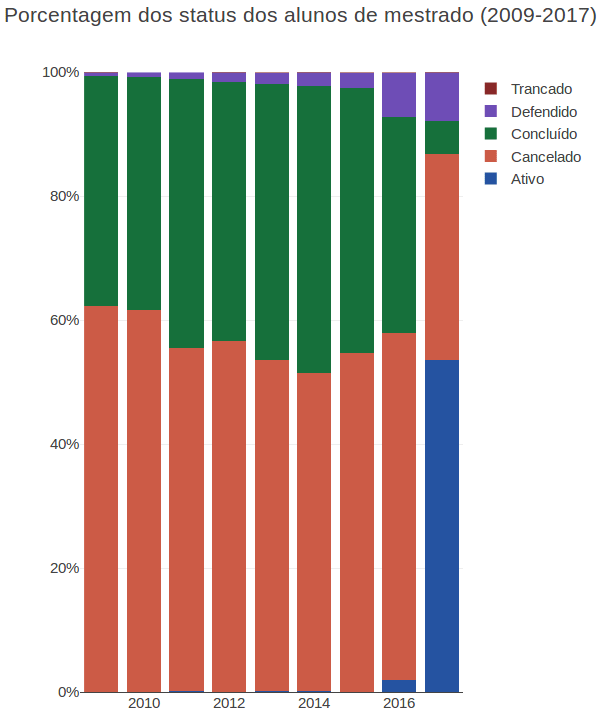 Porcentagem dos status dos alunos de mestrado (2009-2017)
100%
80%
60%
40%
20%
0%
2010
2012
2014
2016
Trancado
Defendido
Concluído
Cancelado
Ativo